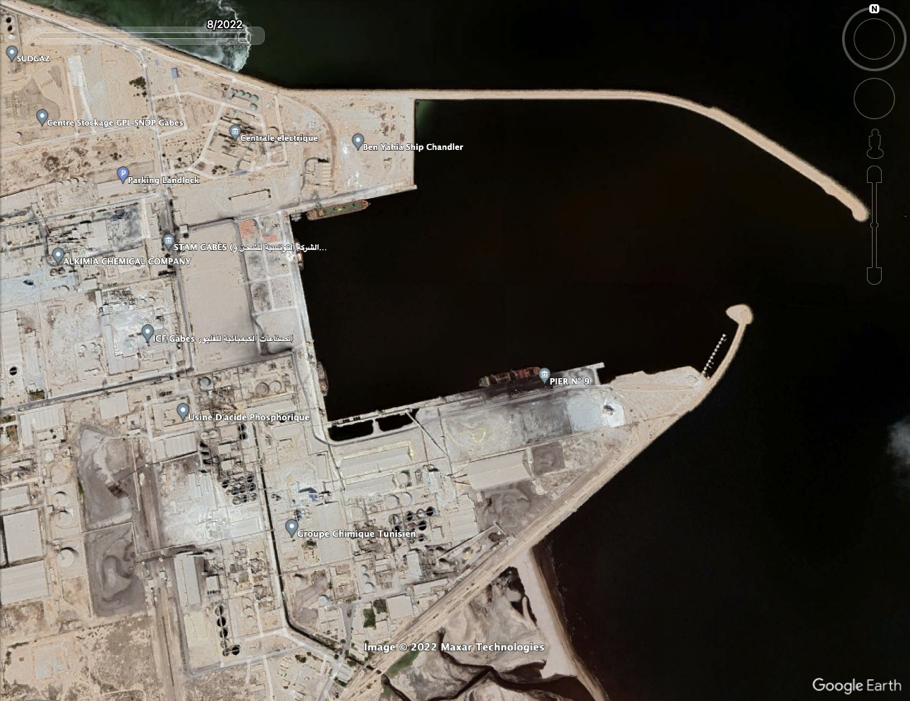 8/2022
N
SUDGAZ
Centre Stockage GPL SNDP Gabes
Centrale electrique
Ben Yahia Ship Chandler
Parking Landlock
STAM GABES (الشركة التونسية للشحن و...
ALKIMIA CHEMICAL COMPANY
ICF Gabes الصناعات الكيميائية للفليور
PIER N° 9
Usine D'acide Phosphorique
Groupe Chimique Tunisien
Image © 2022 Maxar Technologies
Google Earth